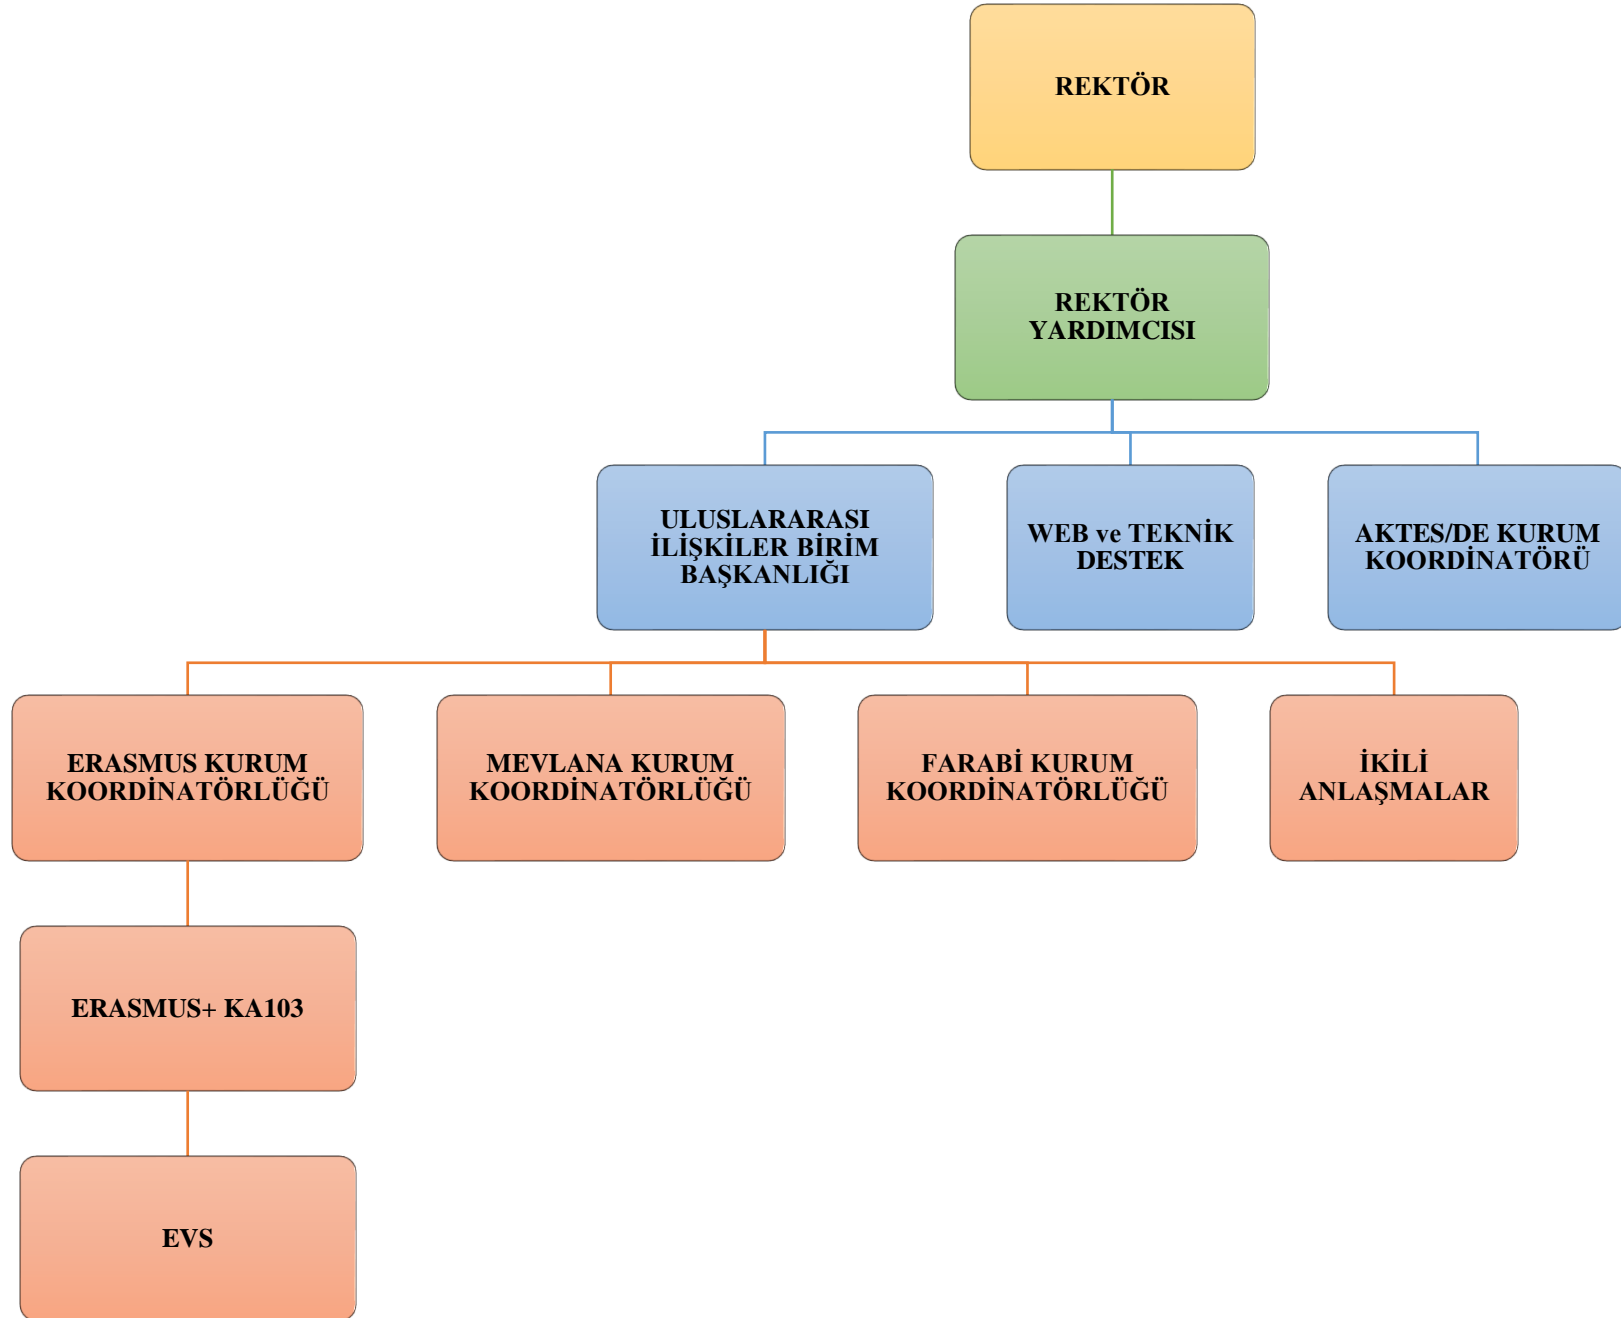 REKTÖR
REKTÖR
YARDIMCISI
ULUSLARARASI
İLİŞKİLER BİRİM
BAŞKANLIĞI
WEB ve TEKNİK
DESTEK
AKTES/DE KURUM
KOORDİNATÖRÜ
ERASMUS KURUM
KOORDİNATÖRLÜĞÜ
MEVLANA KURUM
KOORDİNATÖRLÜĞÜ
FARABİ KURUM
KOORDİNATÖRLÜĞÜ
İKİLİ
ANLAŞMALAR
ERASMUS+ KA103
EVS